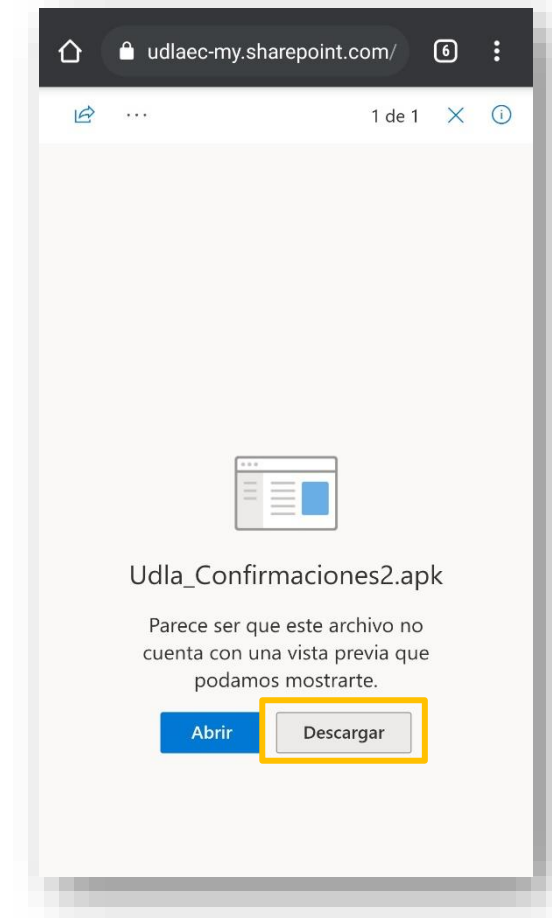 udlaec-my.sharepoint.com/ 6
... 1 de 1
Udla_Confirmaciones2.apk
Parece ser que este archivo no
cuenta con una vista previa que
podamos mostrarte.
Abrir Descargar